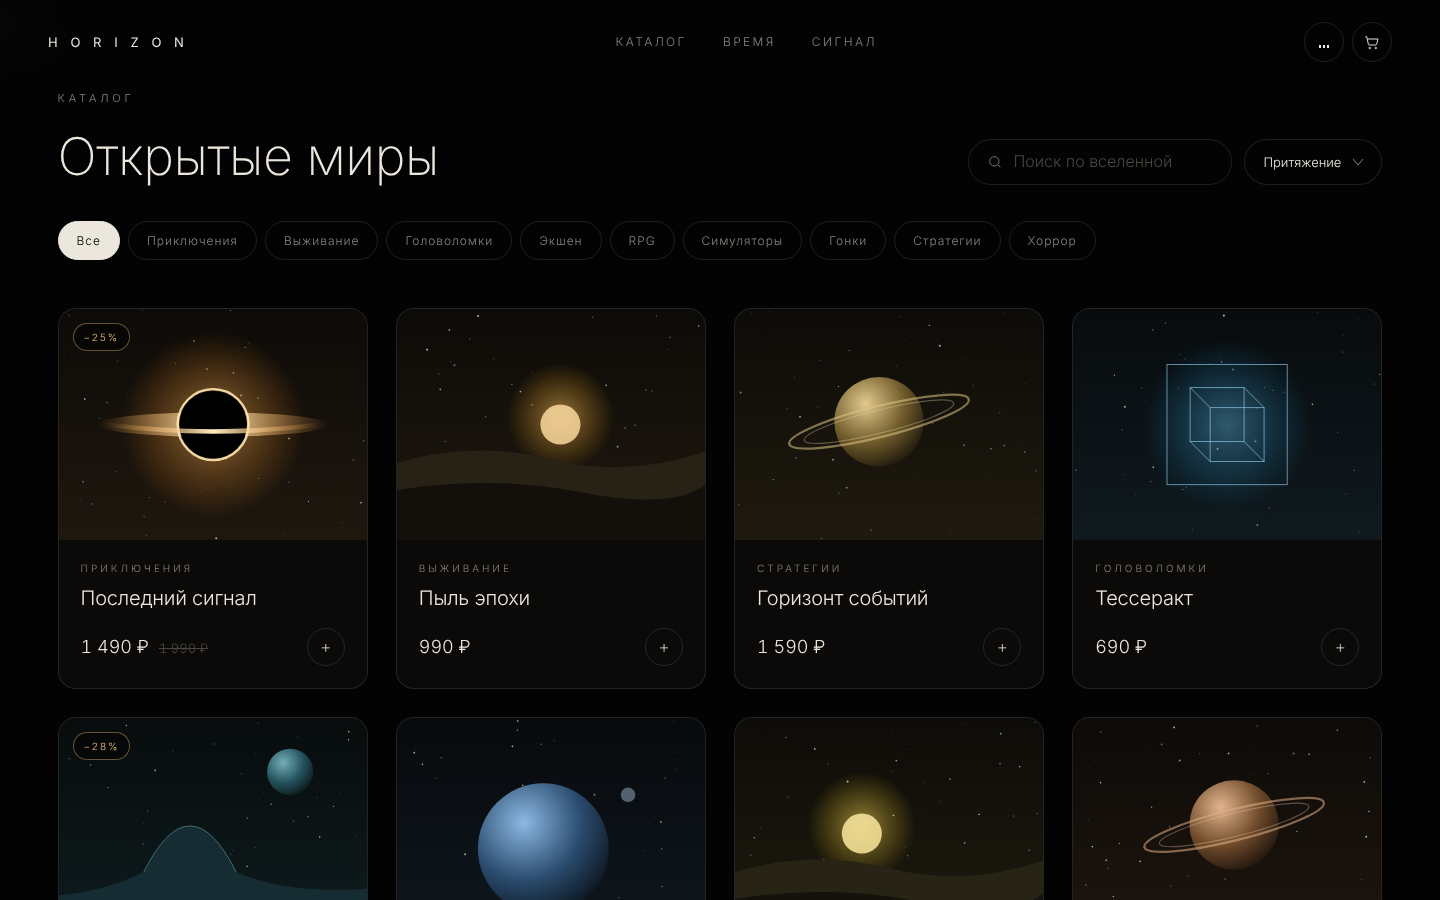 HORIZON
КАТАЛОГ ВРЕМЯ СИГНАЛ
...
КАТАЛОГ
Открытые миры
Поиск по вселенной
Притяжение
Все Приключения Выживание Головоломки Экшен RPG Симуляторы Гонки Стратегии Хоррор
−25%
ПРИКЛЮЧЕНИЯ
Последний сигнал
1 490 ₽ 1 990 ₽ +
ВЫЖИВАНИЕ
Пыль эпохи
990 ₽ +
СТРАТЕГИИ
Горизонт событий
1 590 ₽ +
ГОЛОВОЛОМКИ
Тессеракт
690 ₽ +
−28%